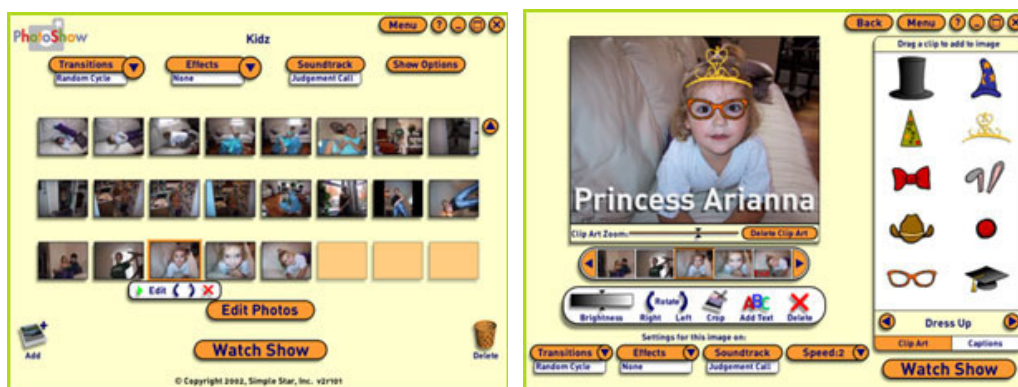 PhotoShow
Menu
?
Kidz
Transitions
Effects
Soundtrack
Show Options
Random Cycle
None
Judgement Call
Edit
Edit Photos
Add
Watch Show
Delete
© Copyright 2002, Simple Star, Inc. v2r101
Back
Menu
?
Drag a clip to add to image
Princess Arianna
Clip Art Zoom:
Delete Clip Art
Brightness
Rotate
Right
Left
Crop
ABC
Add Text
Delete
Settings for this image on:
Transitions
Effects
Soundtrack
Speed:2
Random Cycle
None
Judgement Call
Dress Up
Clip Art
Captions
Watch Show